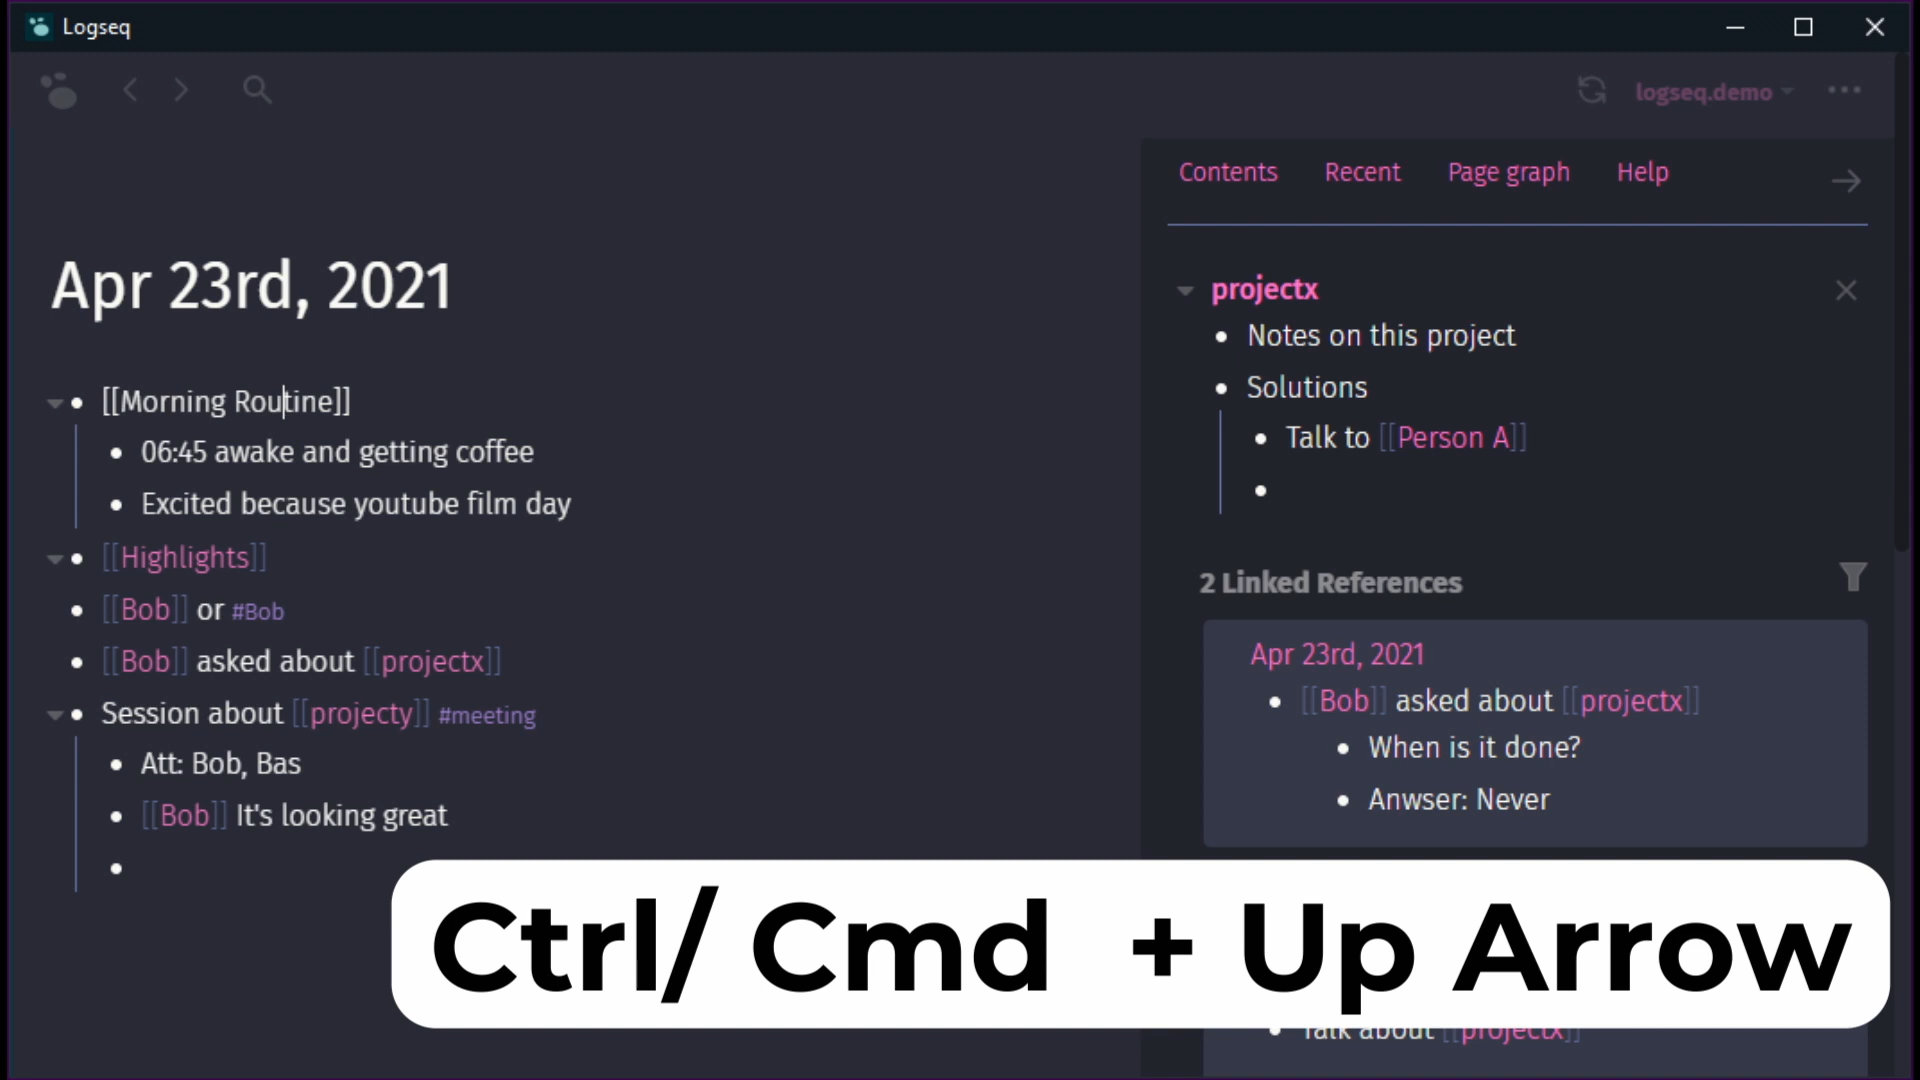 Logseq
logseq.demo
Contents Recent Page graph Help
Apr 23rd, 2021
[[Morning Routine]]
06:45 awake and getting coffee
Excited because youtube film day
[[Highlights]]
[[Bob]] or #Bob
[[Bob]] asked about [[projectx]]
Session about [[projecty]] #meeting
Att: Bob, Bas
[[Bob]] It's looking great
projectx
Notes on this project
Solutions
Talk to [[Person A]]
2 Linked References
Apr 23rd, 2021
[[Bob]] asked about [[projectx]]
When is it done?
Anwser: Never
Talk about [[projectx]]
Ctrl/ Cmd + Up Arrow